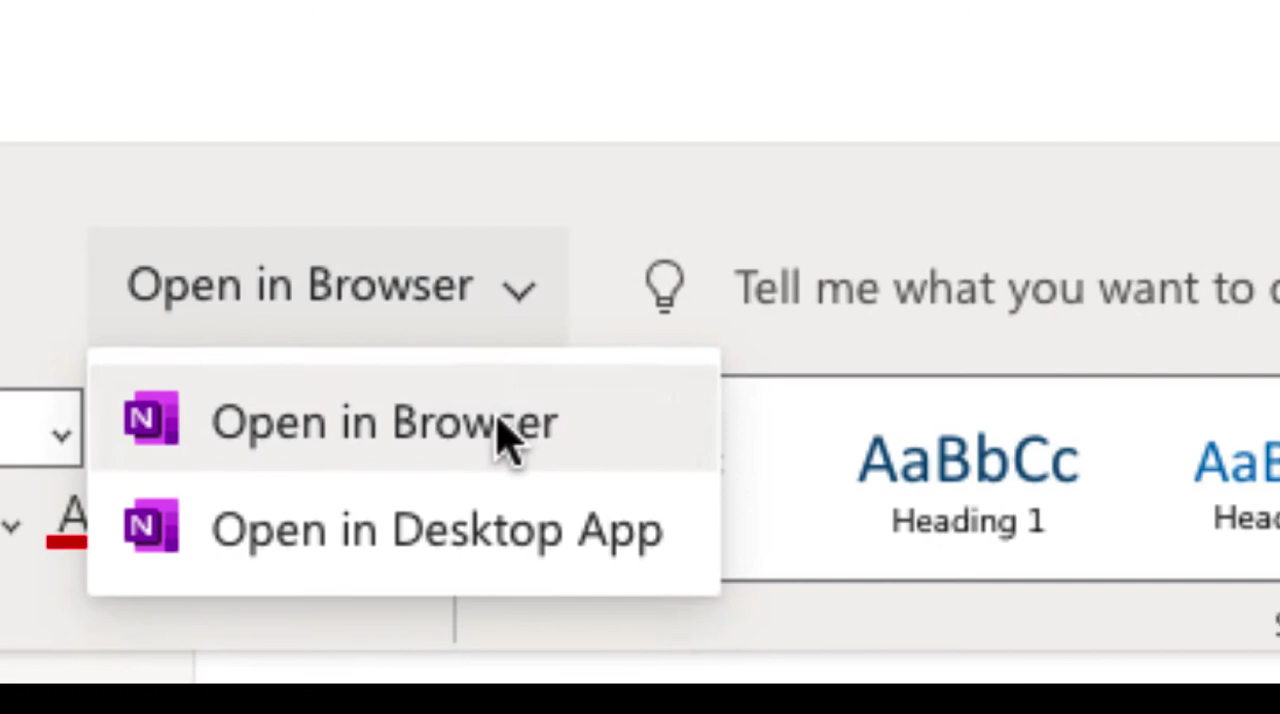 Open in Browser
Tell me what you want to
N Open in Browser
N Open in Desktop App
A
AaBbCc
Heading 1